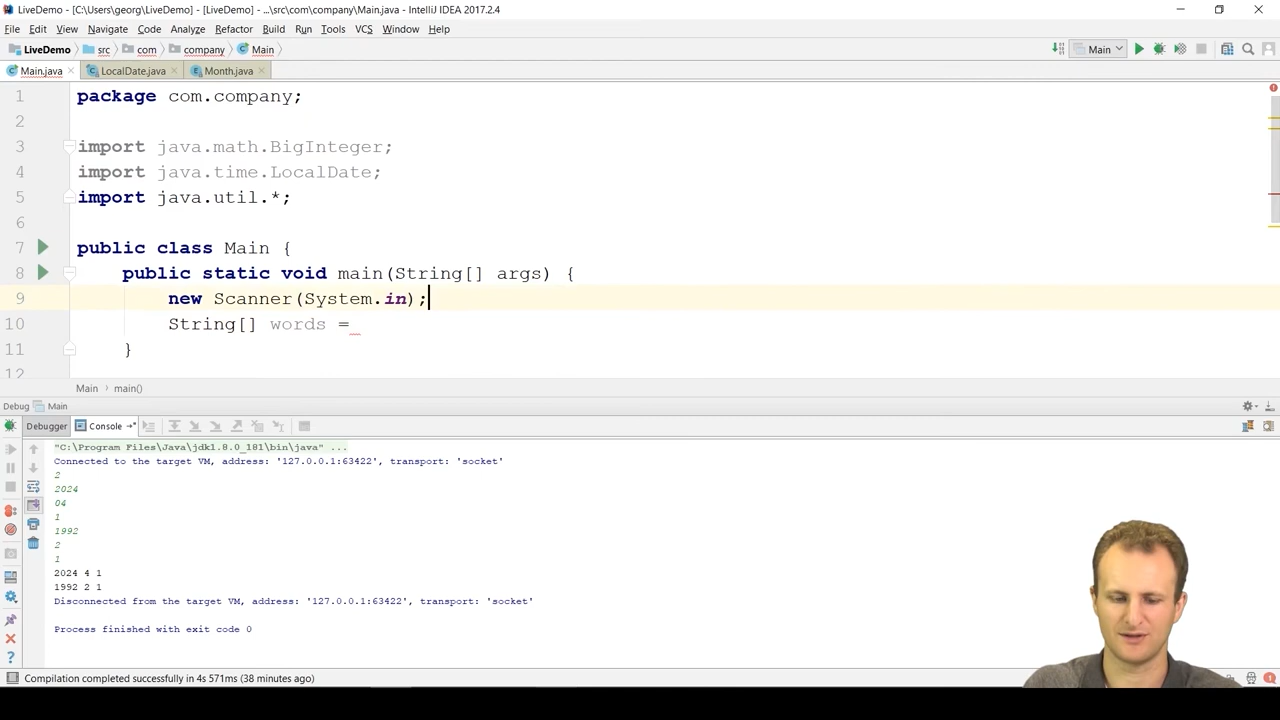 LiveDemo - [C:\Users\georg\LiveDemo] - [LiveDemo] - ...\src\com\company\Main.java - IntelliJ IDEA 2017.2.4
File Edit View Navigate Code Analyze Refactor Build Run Tools VCS Window Help
LiveDemo src com company Main Main
Main.java LocalDate.java Month.java
1 package com.company;
2
3 import java.math.BigInteger;
4 import java.time.LocalDate;
5 import java.util.*;
6
7 public class Main {
8 public static void main(String[] args) {
9 new Scanner(System.in);
10 String[] words =
11 }
12
Main main()
Debug Main
Debugger Console
"C:\Program Files\Java\jdk1.8.0_181\bin\java" ...
Connected to the target VM, address: '127.0.0.1:63422', transport: 'socket'
2
2024
04
1
1992
2
1
2024 4 1
1992 2 1
Disconnected from the target VM, address: '127.0.0.1:63422', transport: 'socket'
Process finished with exit code 0
Compilation completed successfully in 4s 571ms (38 minutes ago)